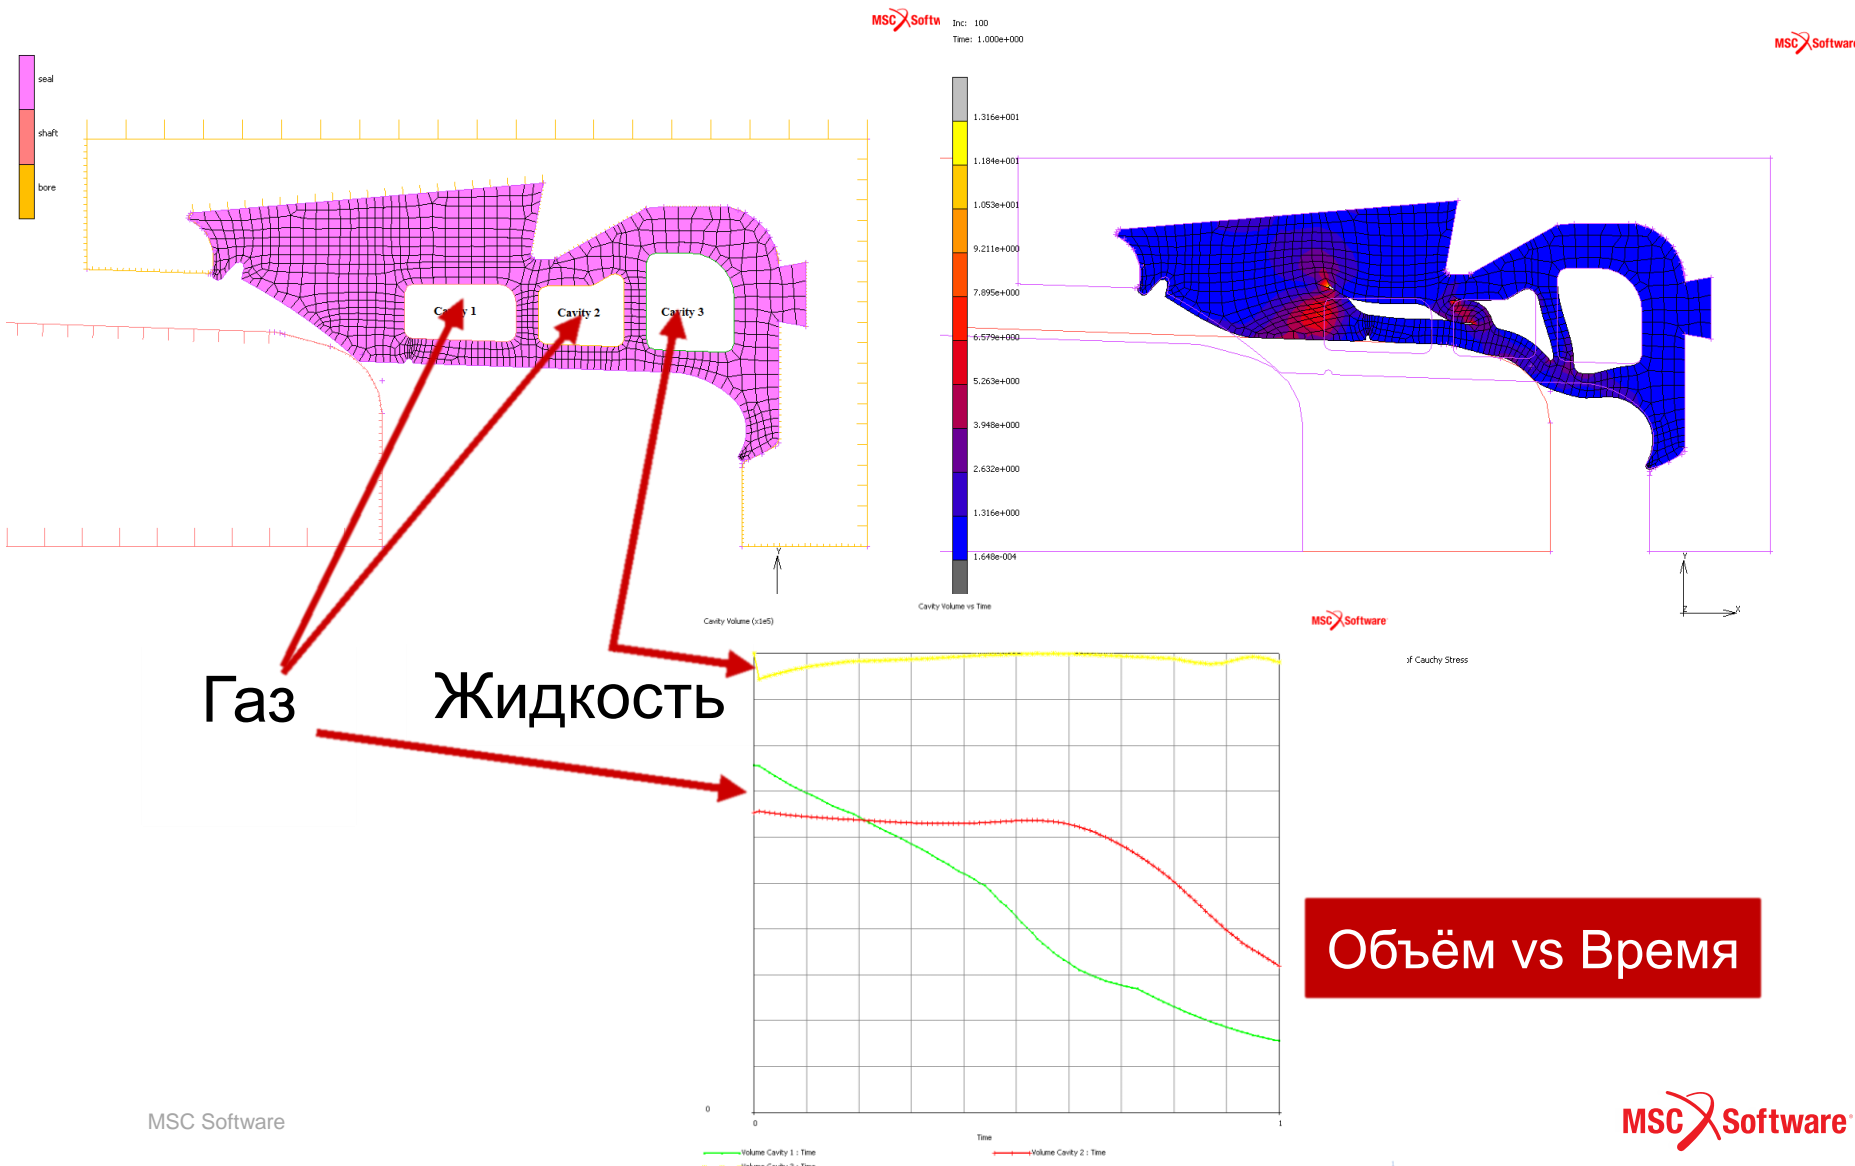 MSC Softw
Inc: 100
Time: 1.000e+000
MSC Software
seal
shaft
bore
1.316e+001
1.184e+001
1.053e+001
9.211e+000
7.895e+000
6.579e+000
5.263e+000
3.948e+000
2.632e+000
1.316e+000
1.648e-004
Cavity 2
Cavity 3
Y
Y
Z
X
Cavity Volume vs Time
Cavity Volume (x1e5)
MSC Software
of Cauchy Stress
Газ
Жидкость
Объём vs Время
0
0
1
Time
Volume Cavity 1 : Time
Volume Cavity 2 : Time
MSC Software
MSC Software